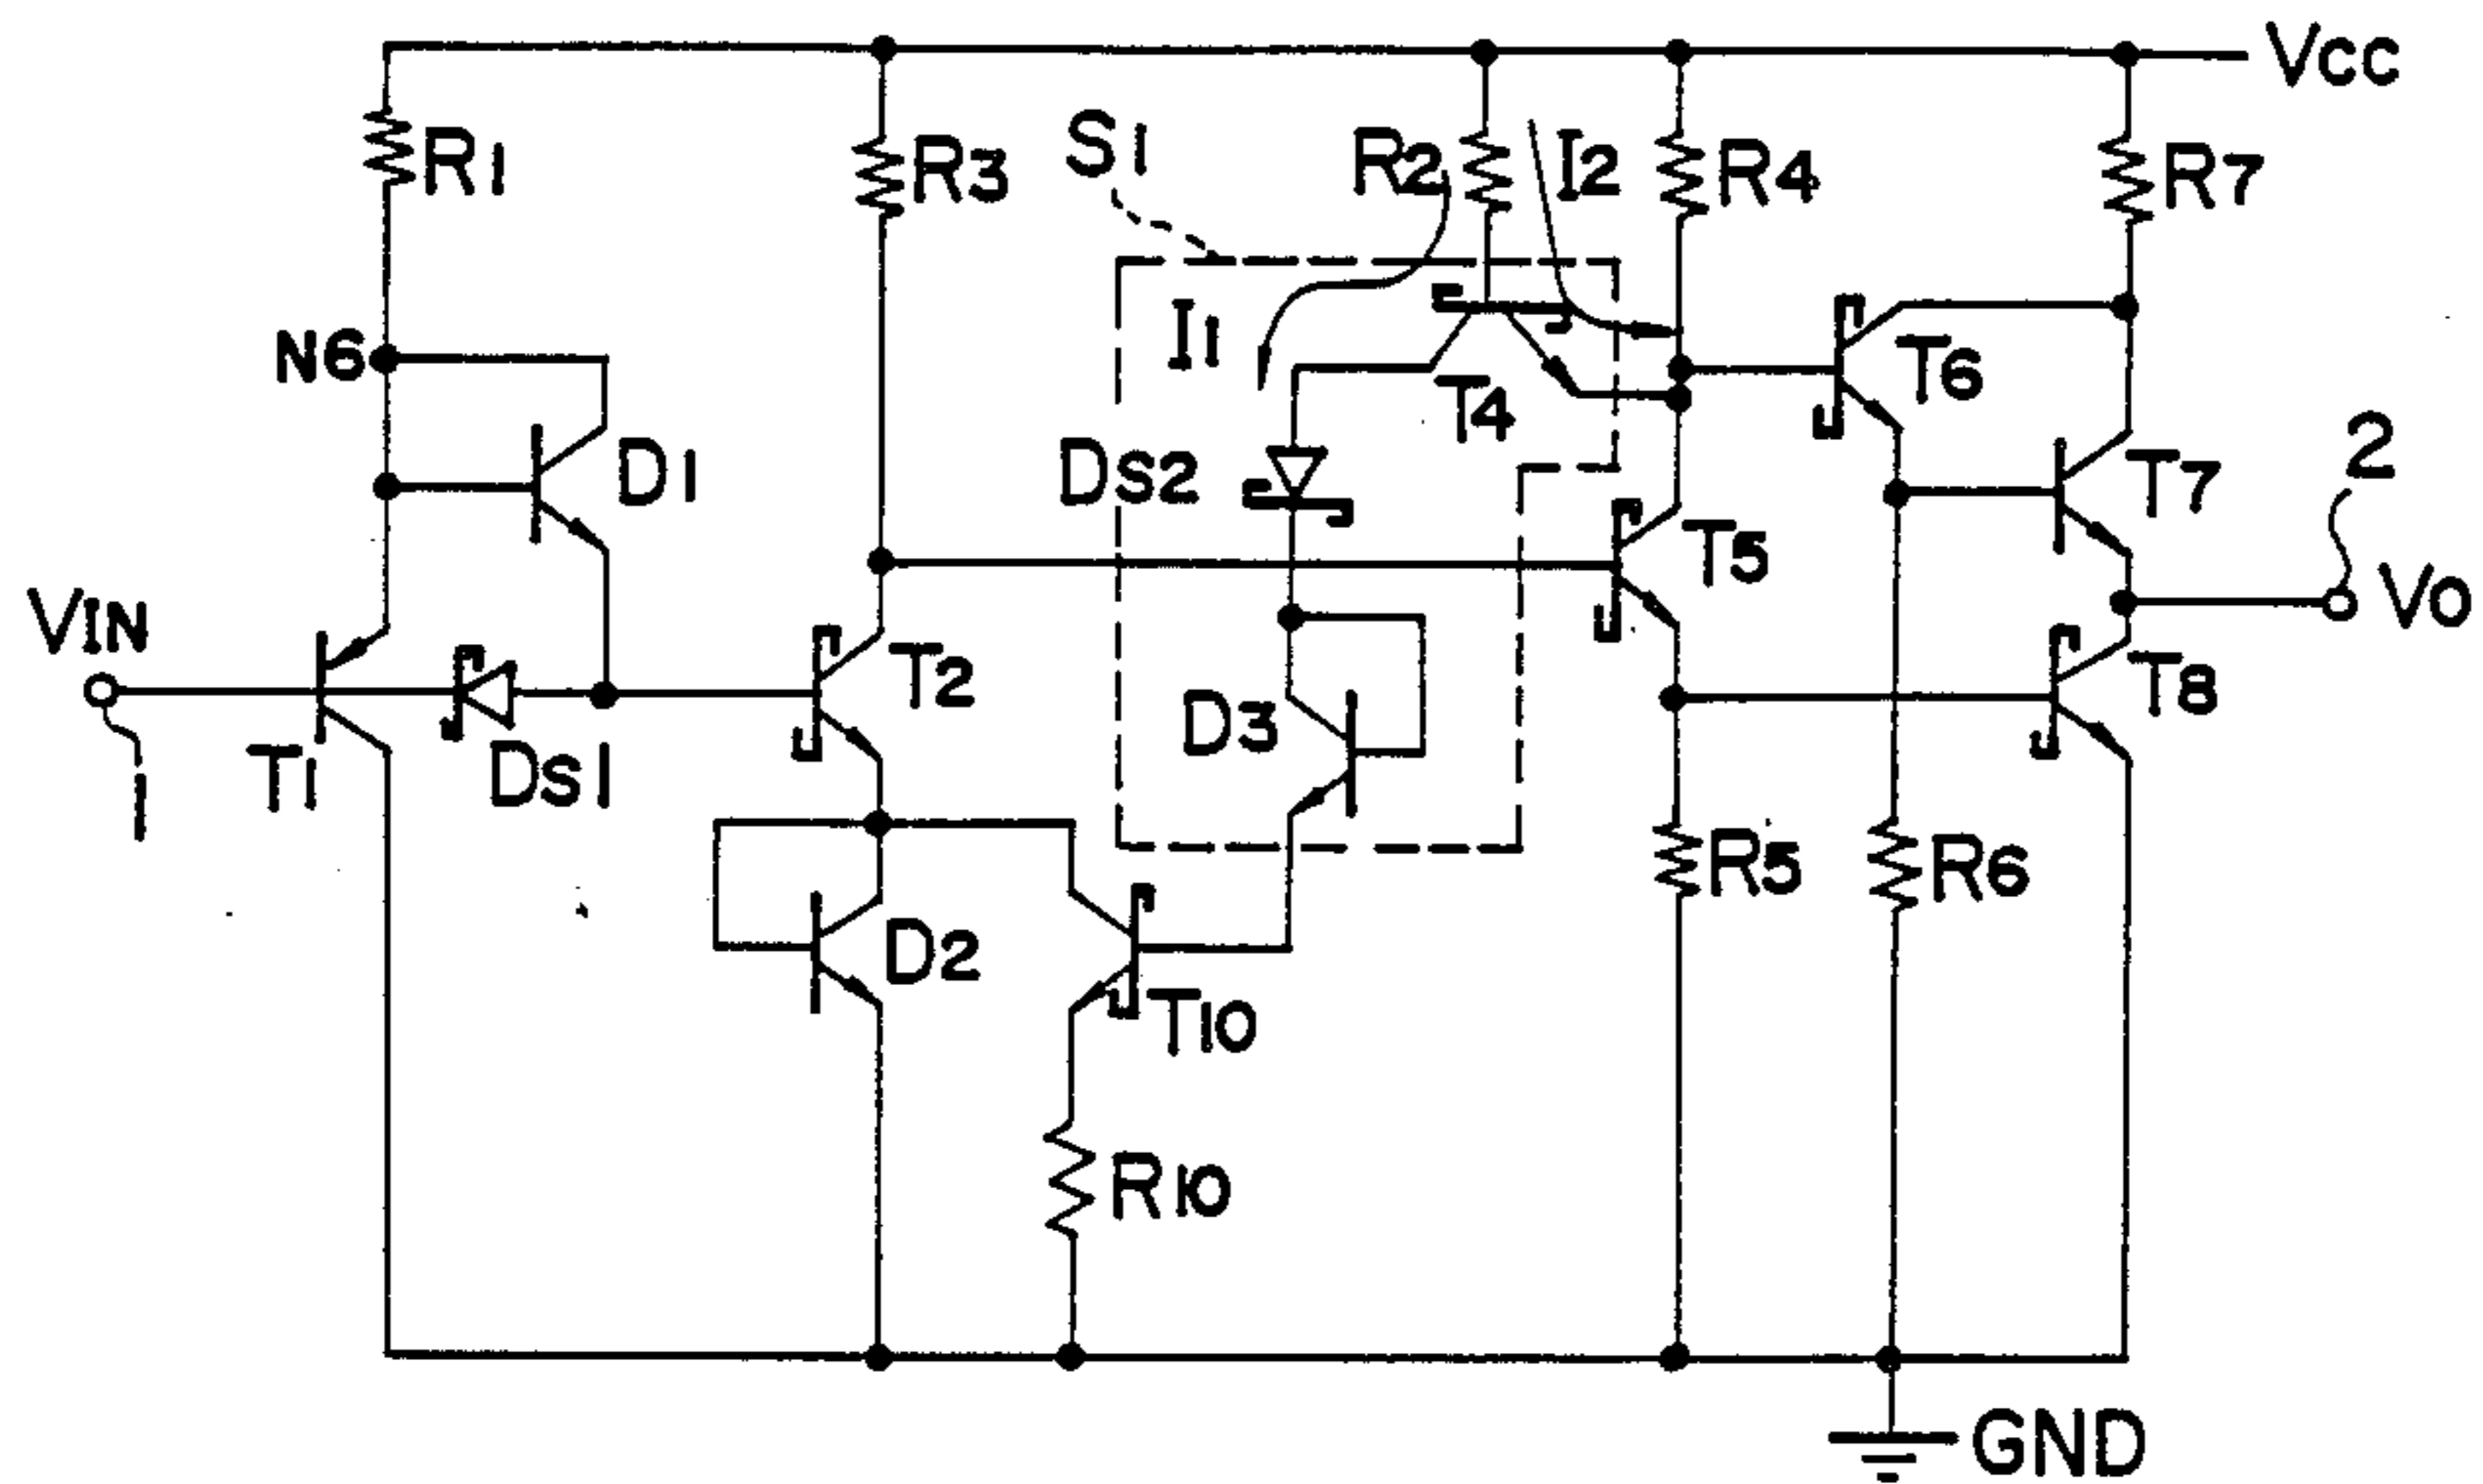 Vcc
S1
R1
R3
R2
I2
R4
R7
I1
N6
T6
T4
D1
DS2
T7
2
T5
VIN
VO
T2
T8
D3
T1
DS1
1
R5
R6
D2
T10
R10
GND